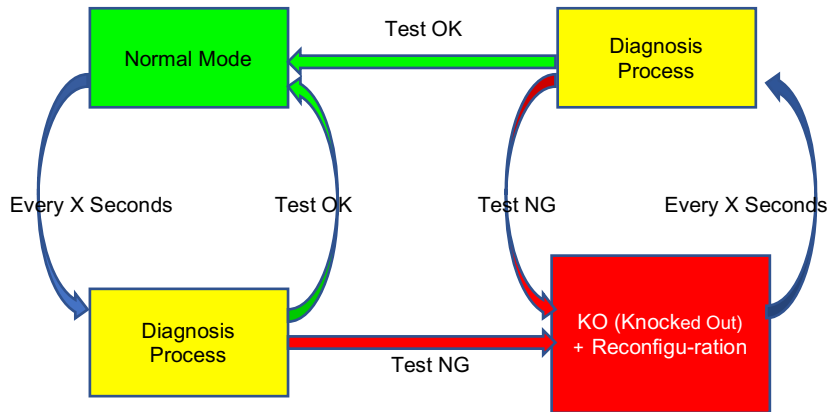 Test OK
Normal Mode
Diagnosis
Process
Every X Seconds
Test OK
Test NG
Every X Seconds
Diagnosis
Process
KO (Knocked Out)
+ Reconfigu-ration
Test NG